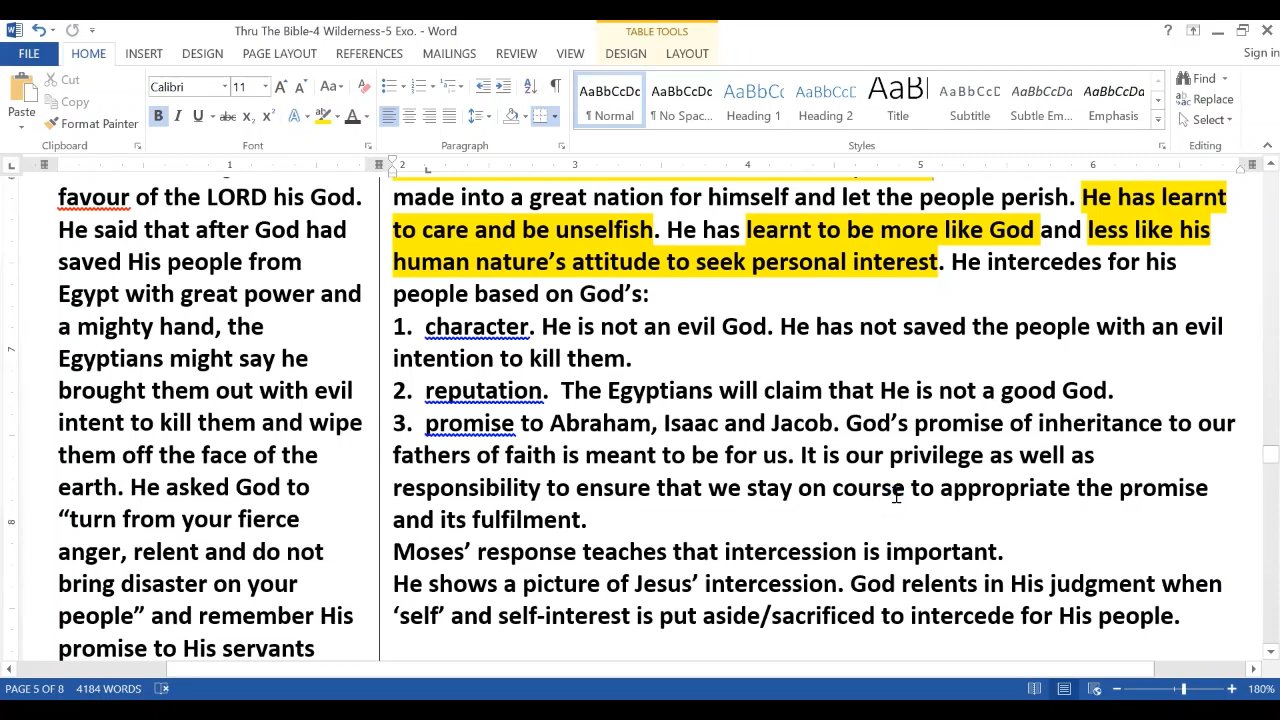 Thru The Bible-4 Wilderness-5 Exo. - Word
TABLE TOOLS
FILE
HOME
INSERT
DESIGN
PAGE LAYOUT
REFERENCES
MAILINGS
REVIEW
VIEW
DESIGN
LAYOUT
Sign in
Paste
Cut
Copy
Format Painter
Clipboard
Calibri
11
Font
Paragraph
AaBbCcDc
¶ Normal
AaBbCcDc
¶ No Spac...
AaBbCc
Heading 1
AaBbCcD
Heading 2
Title
AaBbCcD
Subtitle
AaBbCcDa
Subtle Em...
AaBbCcDa
Emphasis
Styles
Find
Replace
Select
Editing
1
2
3
4
5
6
7
8
favour of the LORD his God.
He said that after God had
saved His people from
Egypt with great power and
a mighty hand, the
Egyptians might say he
brought them out with evil
intent to kill them and wipe
them off the face of the
earth. He asked God to
“turn from your fierce
anger, relent and do not
bring disaster on your
people” and remember His
promise to His servants
made into a great nation for himself and let the people perish. He has learnt
to care and be unselfish. He has learnt to be more like God and less like his
human nature’s attitude to seek personal interest. He intercedes for his
people based on God’s:
1. character. He is not an evil God. He has not saved the people with an evil
intention to kill them.
2. reputation. The Egyptians will claim that He is not a good God.
3. promise to Abraham, Isaac and Jacob. God’s promise of inheritance to our
fathers of faith is meant to be for us. It is our privilege as well as
responsibility to ensure that we stay on course to appropriate the promise
and its fulfilment.
Moses’ response teaches that intercession is important.
He shows a picture of Jesus’ intercession. God relents in His judgment when
‘self’ and self-interest is put aside/sacrificed to intercede for His people.
PAGE 5 OF 8
4184 WORDS
180%